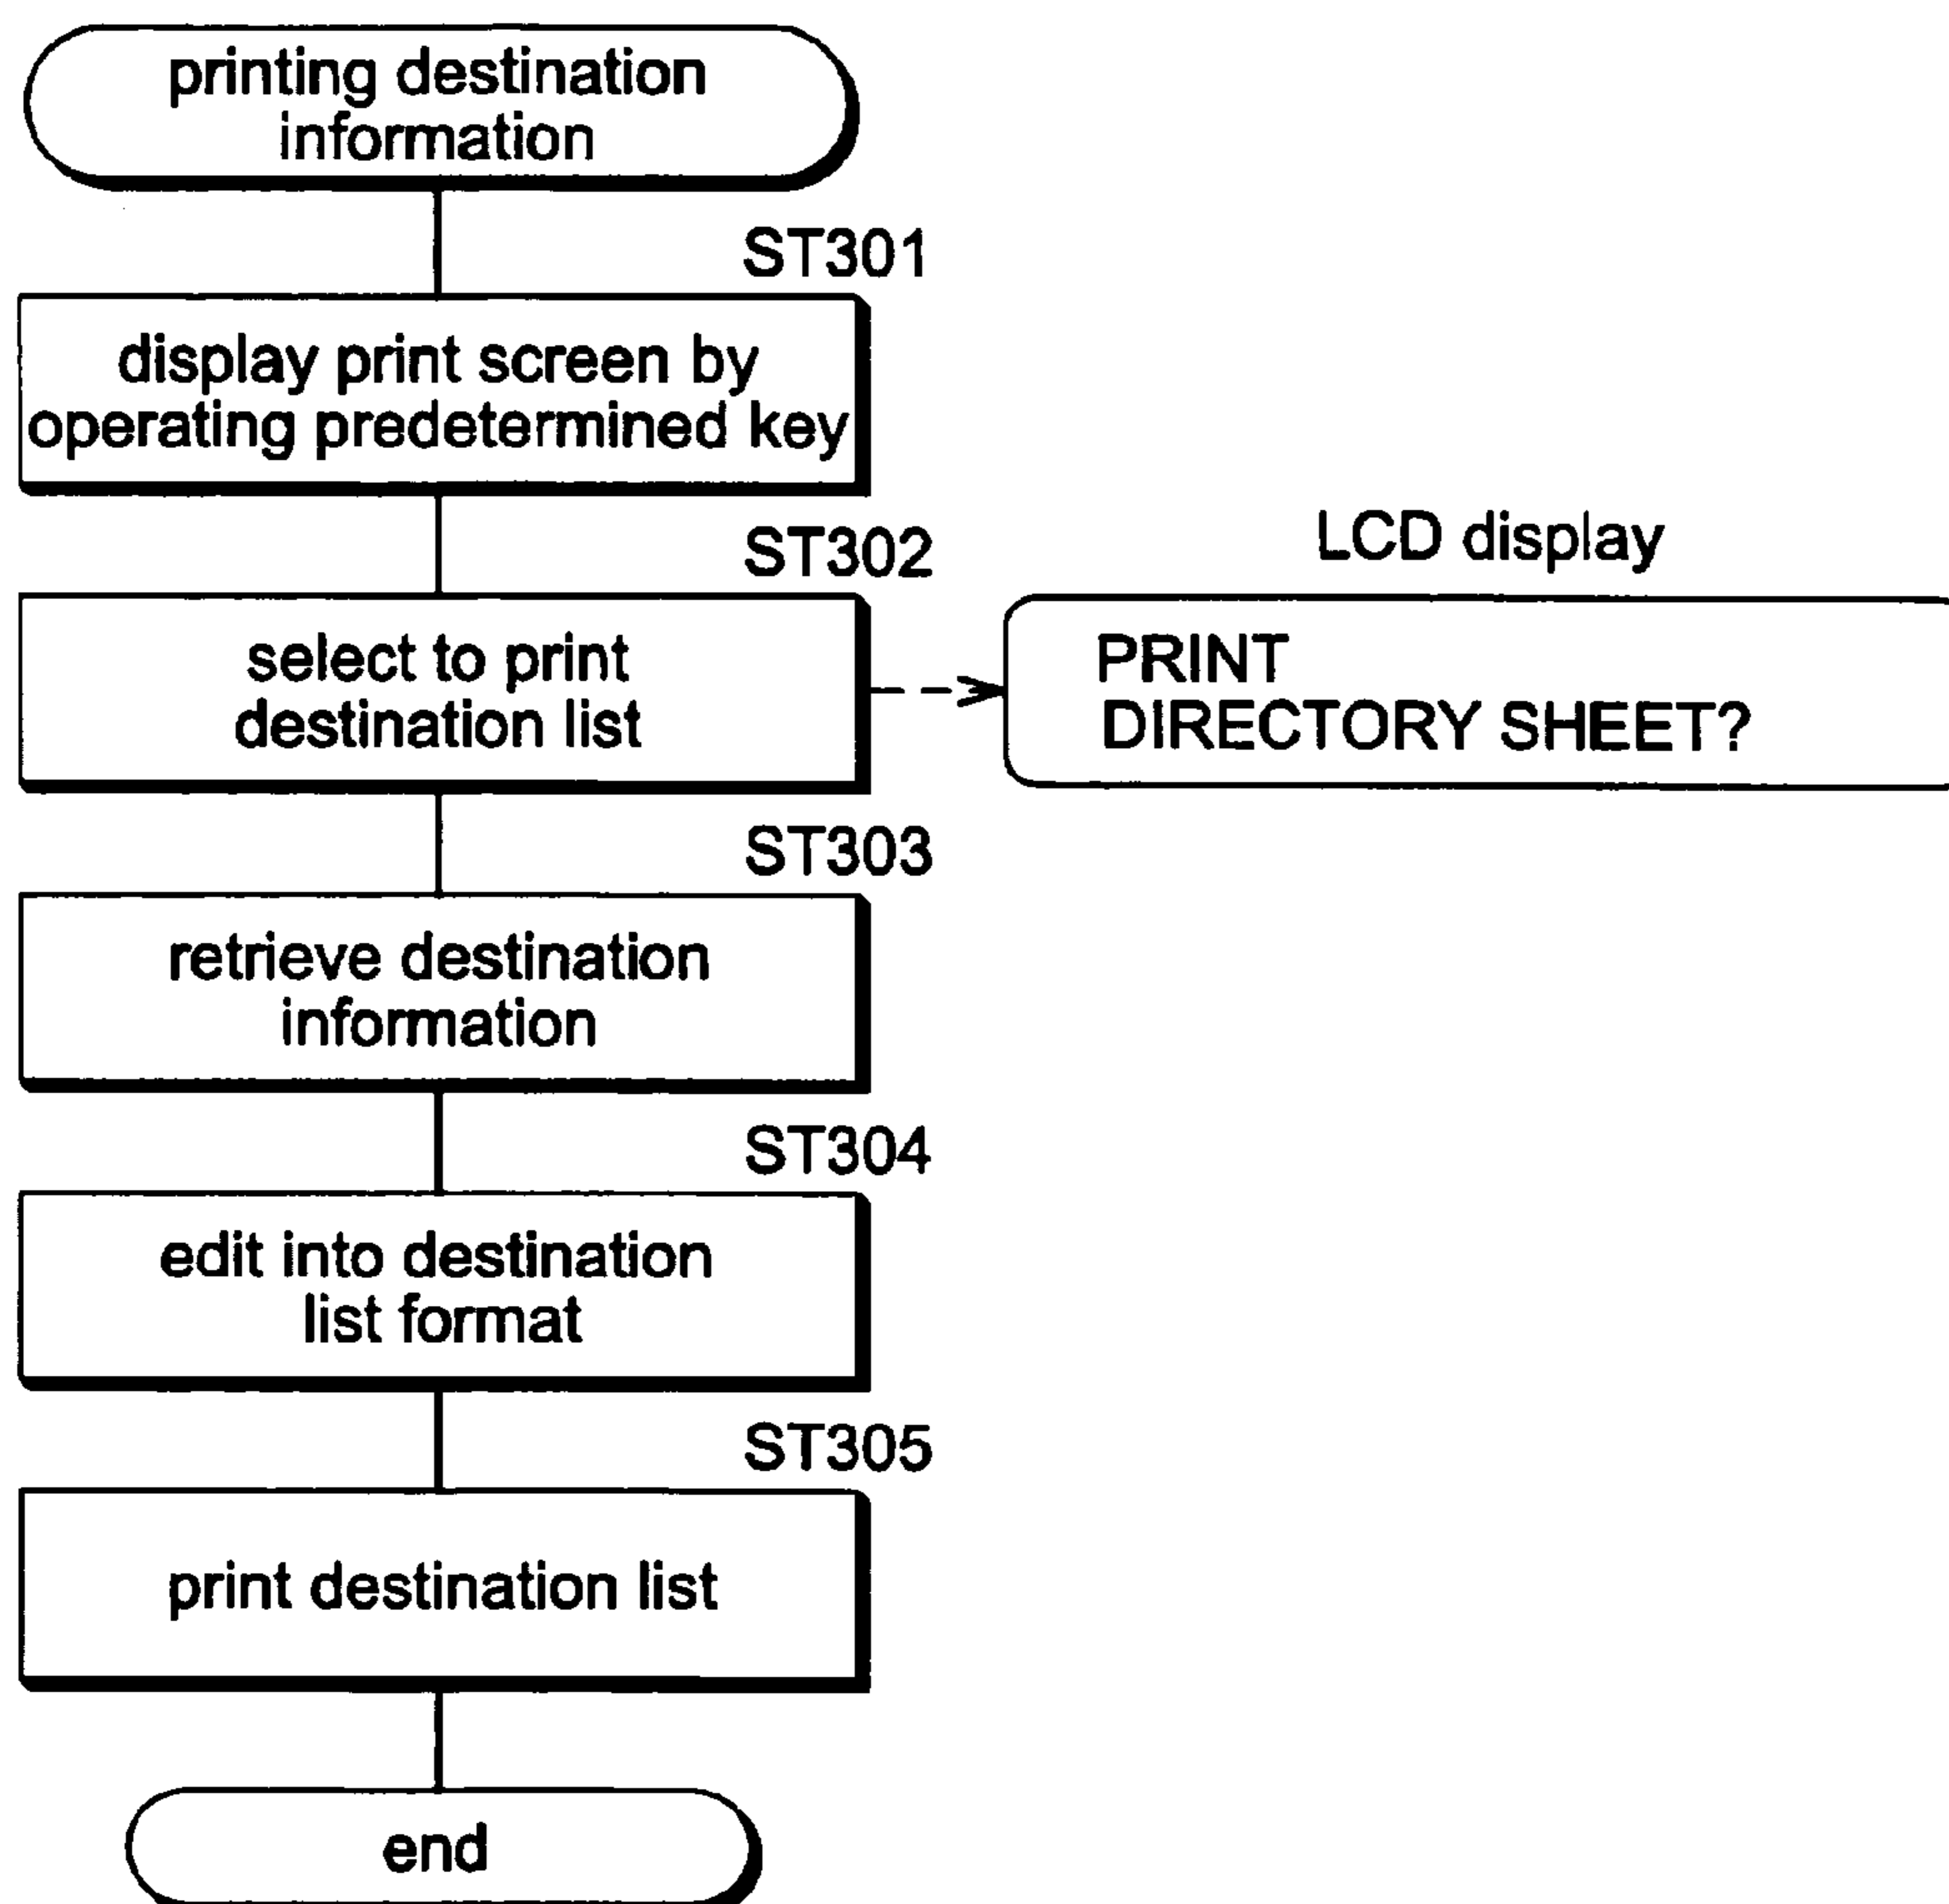 printing destination
information
ST301
display print screen by
operating predetermined key
ST302
select to print
destination list
LCD display
PRINT
DIRECTORY SHEET?
ST303
retrieve destination
information
ST304
edit into destination
list format
ST305
print destination list
end